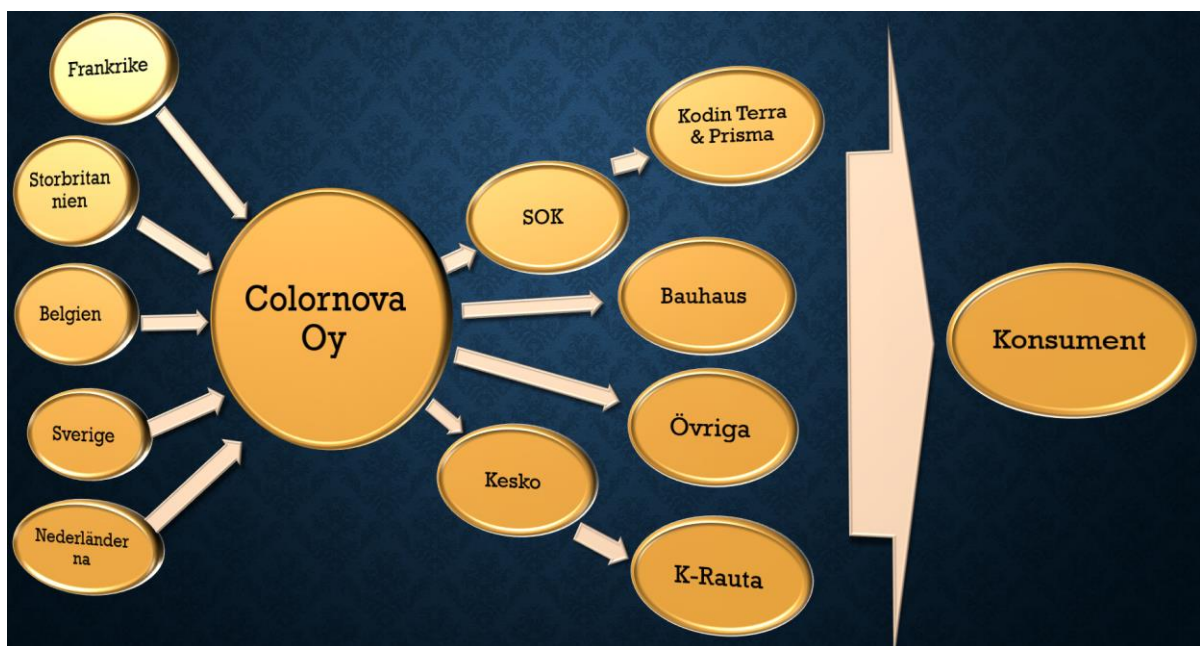 Frankrike
Storbritan
nien
Belgien
Sverige
Nederländer
na
Colornova
Oy
SOK
Kesko
Kodin Terra
& Prisma
Bauhaus
Övriga
K-Rauta
Konsument